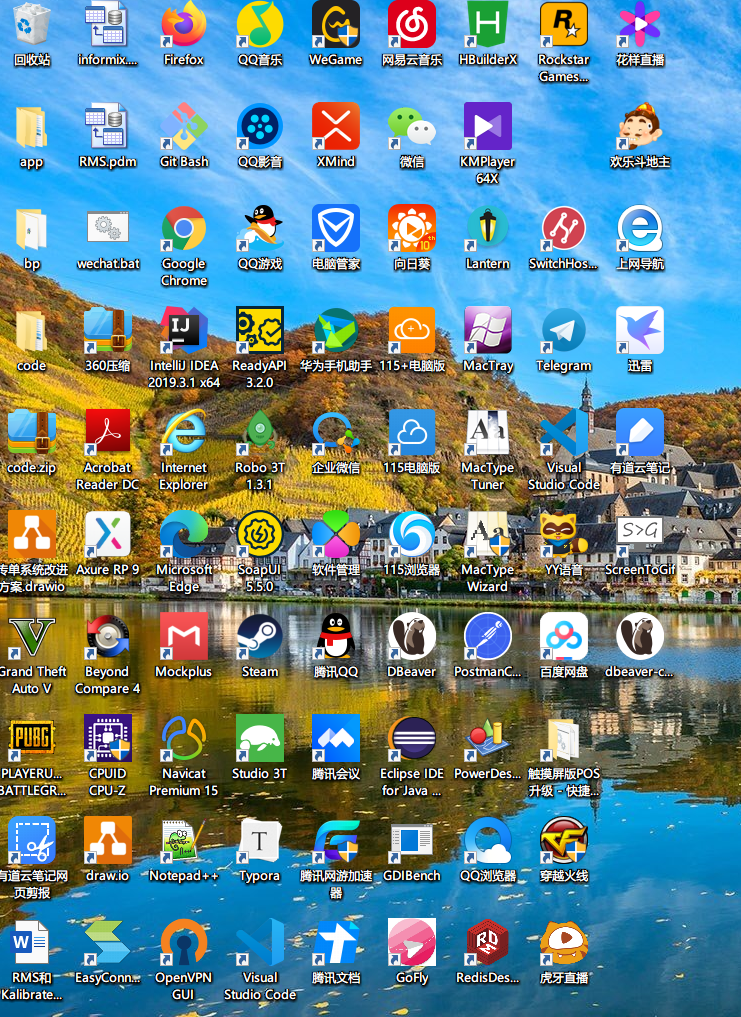 回收站
informix....
Firefox
QQ音乐
WeGame
网易云音乐
HBuilderX
Rockstar
Games...
花样直播
app
RMS.pdm
Git Bash
QQ影音
XMind
微信
KMPlayer
64X
欢乐斗地主
bp
wechat.bat
Google
Chrome
QQ游戏
电脑管家
向日葵
Lantern
SwitchHos...
上网导航
code
360压缩
IntelliJ IDEA
2019.3.1 x64
ReadyAPI
3.2.0
华为手机助手
115+电脑版
MacTray
Telegram
迅雷
code.zip
Acrobat
Reader DC
Internet
Explorer
Robo 3T
1.3.1
企业微信
115电脑版
MacType
Tuner
Visual
Studio Code
有道云笔记
专单系统改进
方案.drawio
Axure RP 9
Microsoft
Edge
SoapUI
5.5.0
软件管理
115浏览器
MacType
Wizard
YY语音
S>G
ScreenToGif
Grand Theft
Auto V
Beyond
Compare 4
Mockplus
Steam
腾讯QQ
DBeaver
PostmanC...
百度网盘
dbeaver-c...
PUBG
PLAYERU...
BATTLEGR...
CPUID
CPU-Z
Navicat
Premium 15
Studio 3T
腾讯会议
Eclipse IDE
for Java ...
PowerDes...
触摸屏版POS
升级 - 快捷...
有道云笔记网
页剪报
draw.io
Notepad++
Typora
腾讯网游加速
器
GDIBench
QQ浏览器
穿越火线
RMS和
Kalibrate...
EasyConn...
OpenVPN
GUI
Visual
Studio Code
腾讯文档
GoFly
RedisDes...
虎牙直播